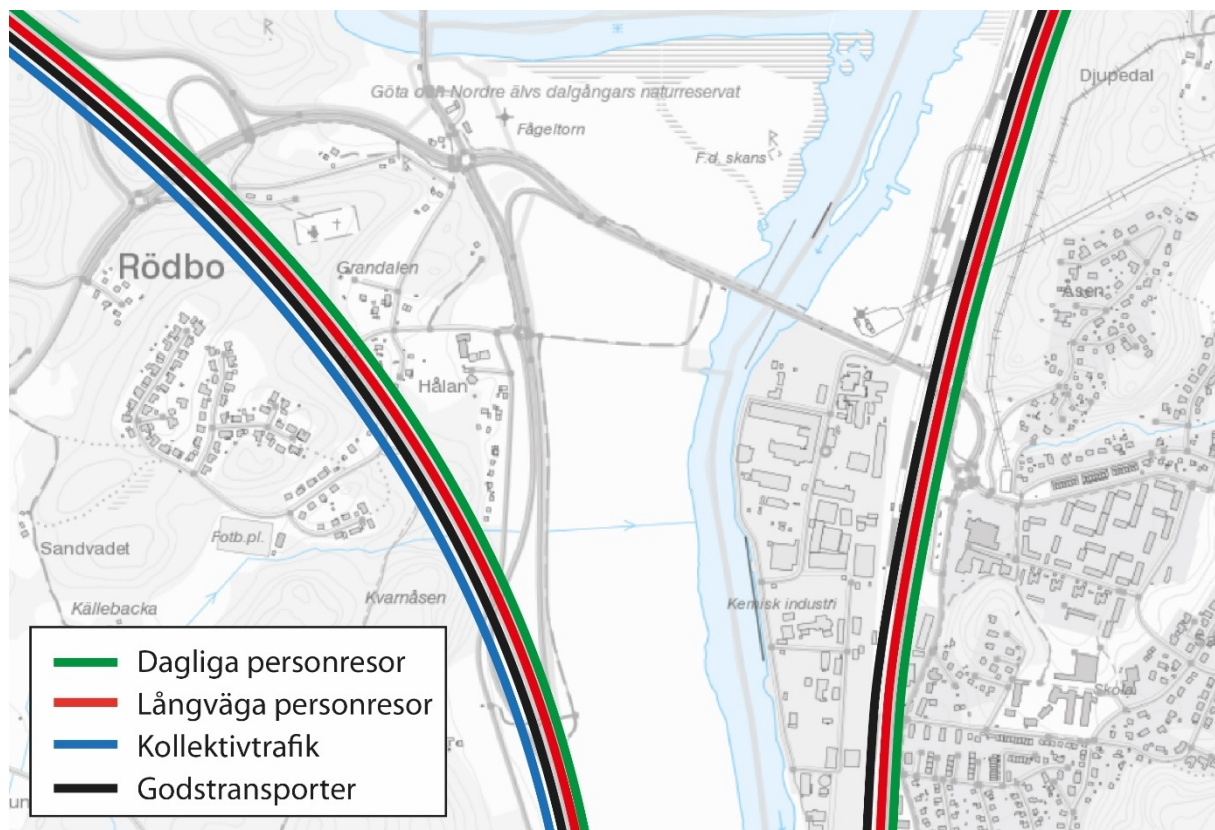 Djupedal
Göta och Nordre älvs dalgångars naturreservat
Fågeltorn
F.d. skans
Rödbo
Grandalen
Åsen
Hålan
Fotb.pl.
Sandvadet
Källebacka
Kvarnåsen
Kemisk industri
Skola
Dagliga personresor
Långväga personresor
Kollektivtrafik
Godstransporter